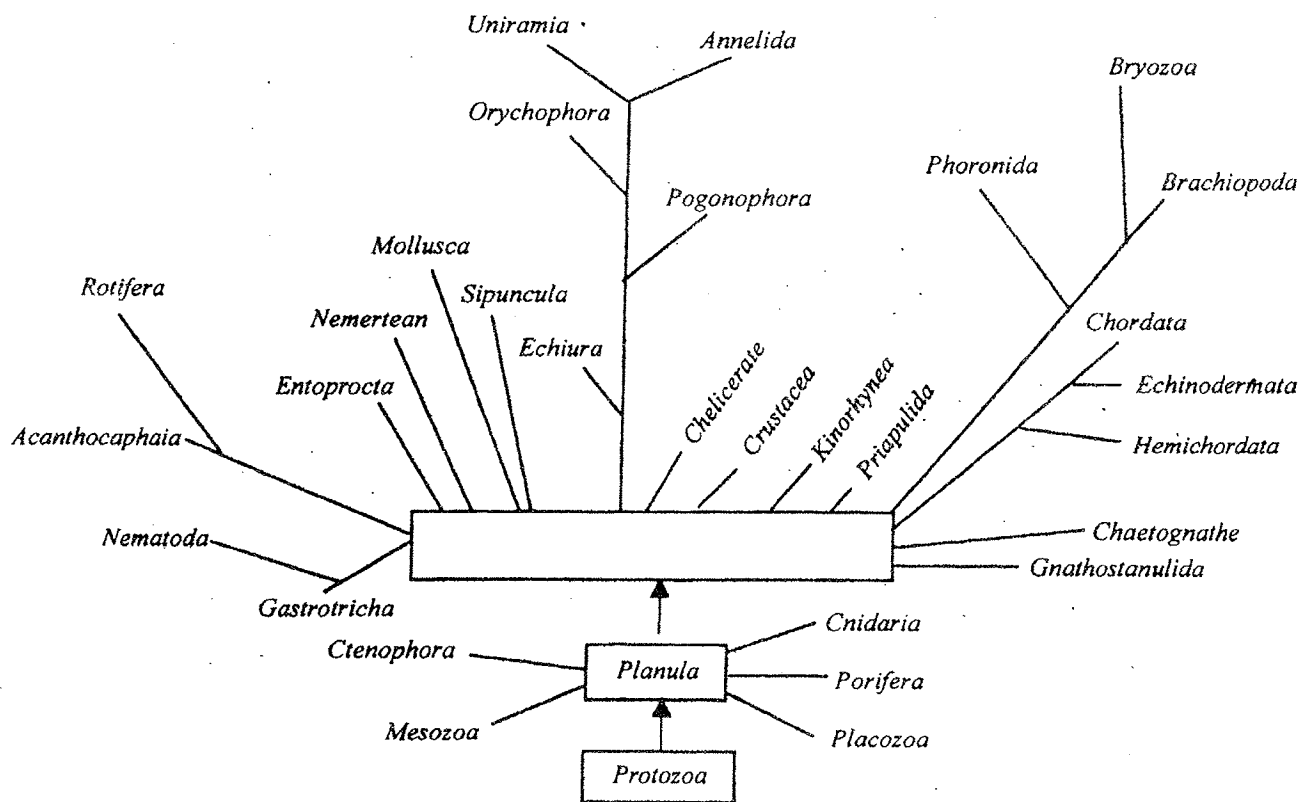 Uniramia
Annelida
Bryozoa
Orychophora
Phoronida
Brachiopoda
Pogonophora
Mollusca
Rotifera
Sipuncula
Nemertean
Chordata
Echiura
Entoprocta
Chelicerate
Crustacea
Kinorhynea
Priapulida
Echinodermata
Acanthocaphaia
Hemichordata
Nematoda
Chaetognathe
Gnathostanulida
Gastrotricha
Cnidaria
Ctenophora
Planula
Porifera
Mesozoa
Placozoa
Protozoa